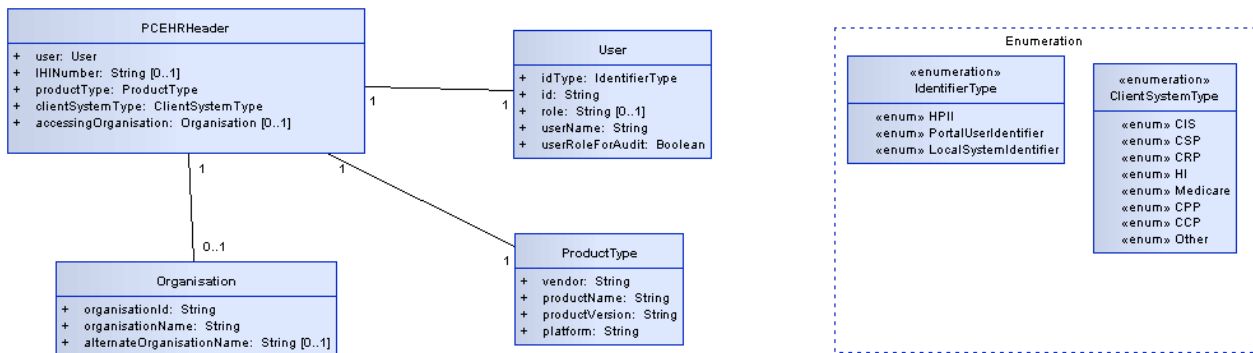 PCEHRHeader
+ user: User
+ IHINumber: String [0..1]
+ productType: ProductType
+ clientSystemType: ClientSystemType
+ accessingOrganisation: Organisation [0..1]
1
1
User
+ idType: IdentifierType
+ id: String
+ role: String [0..1]
+ userName: String
+ userRoleForAudit: Boolean
1
0..1
1
1
Organisation
+ organisationId: String
+ organisationName: String
+ alternateOrganisationName: String [0..1]
ProductType
+ vendor: String
+ productName: String
+ productVersion: String
+ platform: String
Enumeration
«enumeration»
IdentifierType
«enum» HPII
«enum» PortalUserIdentifier
«enum» LocalSystemIdentifier
«enumeration»
ClientSystemType
«enum» CIS
«enum» CSP
«enum» CRP
«enum» HI
«enum» Medicare
«enum» CPP
«enum» CCP
«enum» Other